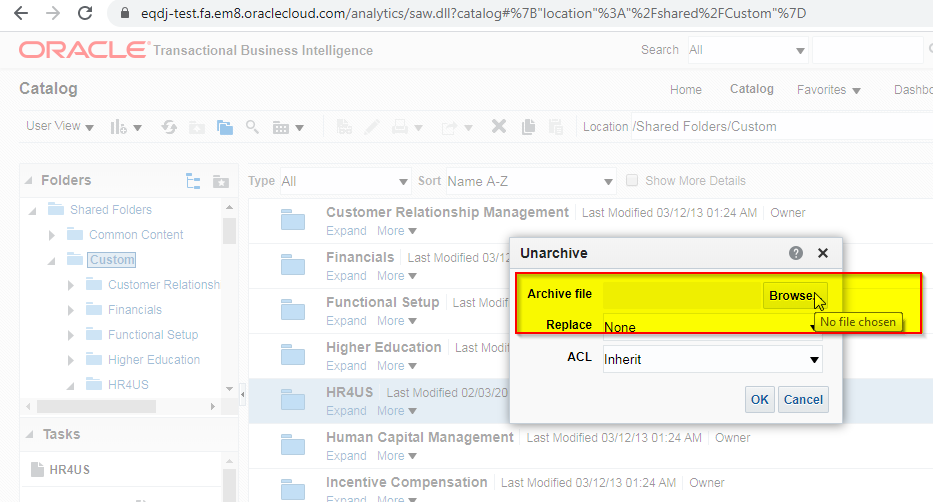 eqdj-test.fa.em8.oraclecloud.com/analytics/saw.dll?catalog#%7B"location"%3A"%2Fshared%2FCustom"%7D
ORACLE Transactional Business Intelligence
Search All
Catalog
Home Catalog Favorites Dashbo
User View
Location /Shared Folders/Custom
Folders
Type All Sort Name A-Z Show More Details
Shared Folders
Common Content
Custom
Customer Relationsh
Financials
Functional Setup
Higher Education
HR4US
Tasks
HR4US
Customer Relationship Management Last Modified 03/12/13 01:24 AM Owner
Expand More
Financials Last Modified 03/12/13 0
Expand More
Functional Setup Last Modif
Expand More
Higher Education Last Modif
Expand More
HR4US Last Modified 02/03/20
Expand More
Human Capital Management Last Modified 03/12/13 01:24 AM Owner
Expand More
Incentive Compensation Last Modified 03/12/13 01:24 AM Owner
Expand More
Unarchive
Archive file Browse
No file chosen
Replace None
ACL Inherit
OK Cancel